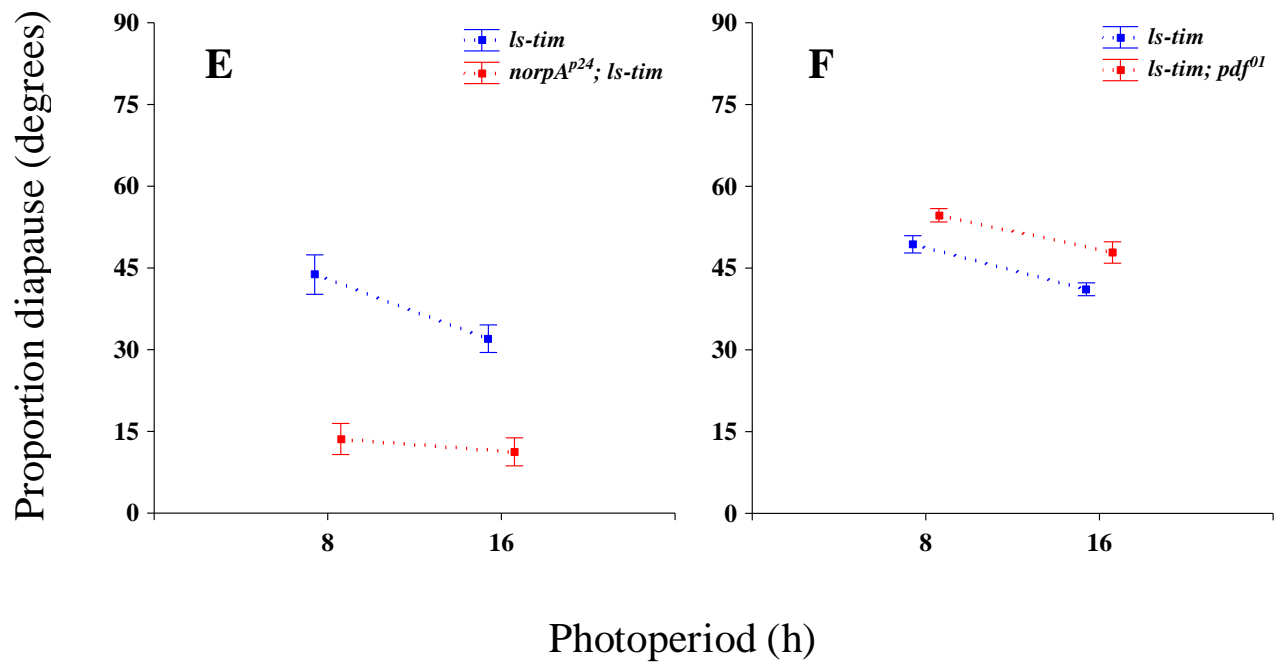 Proportion diapause (degrees)
E
ls-tim
norpA^p24; ls-tim
90
75
60
45
30
15
0
8
16
F
ls-tim
ls-tim; pdf^01
90
75
60
45
30
15
0
8
16
Photoperiod (h)